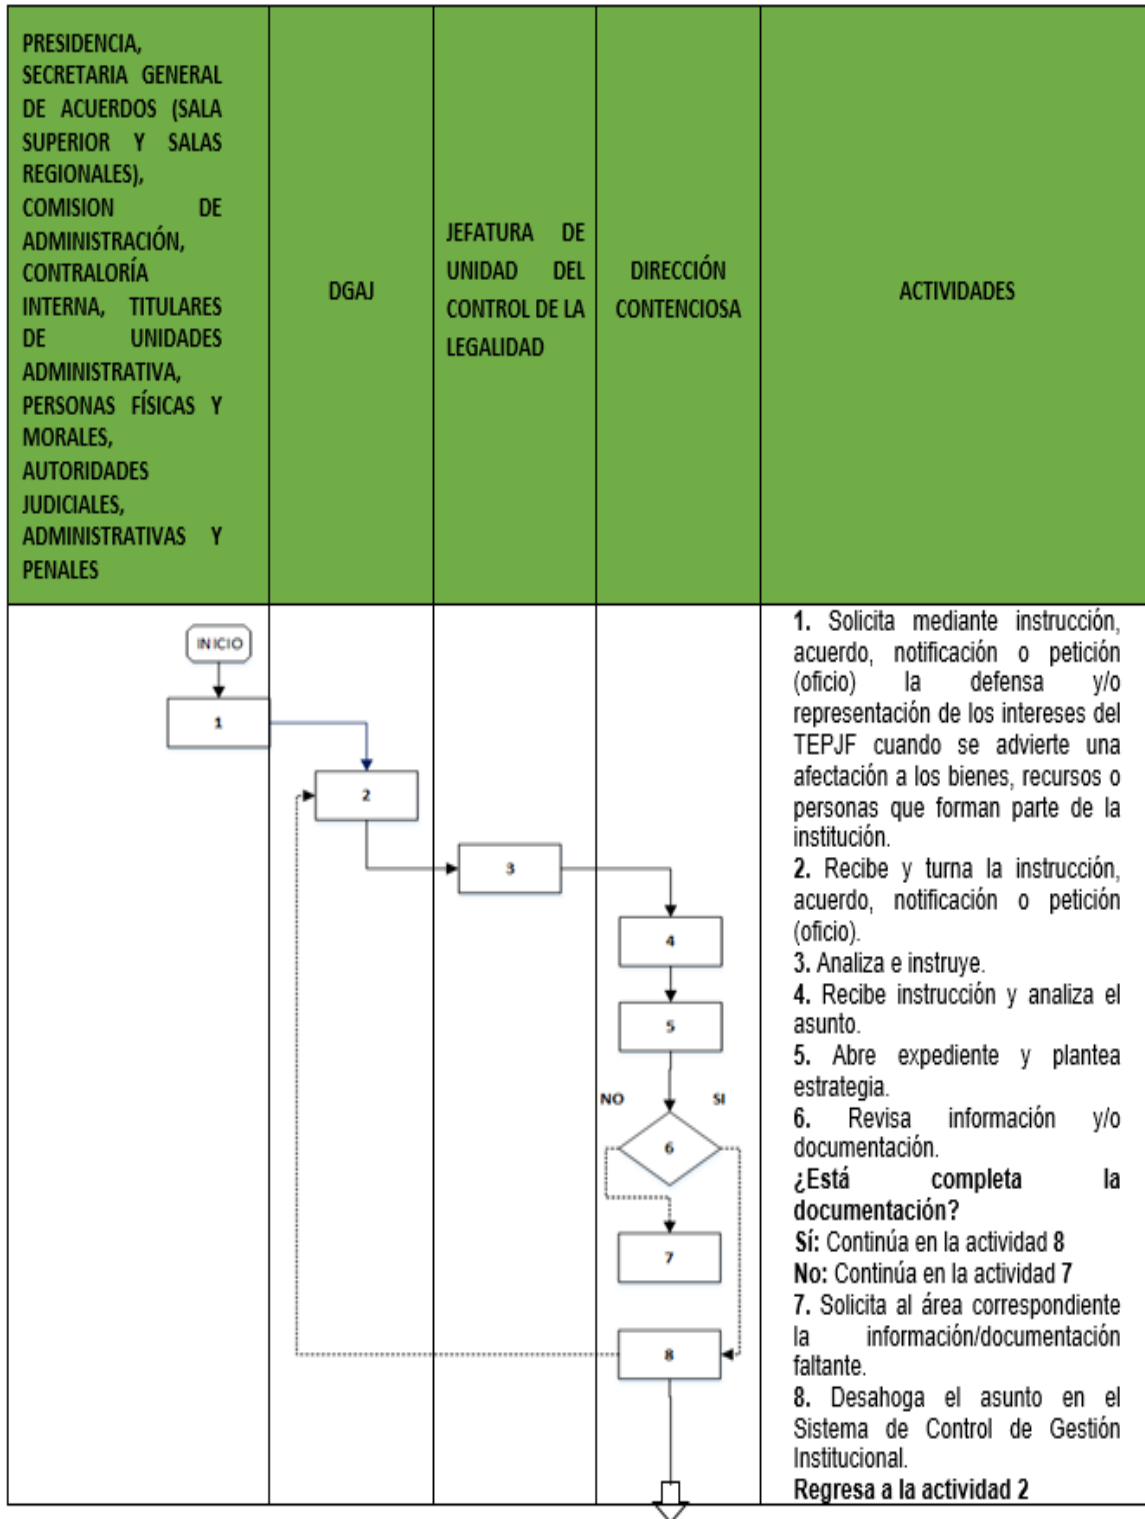 PRESIDENCIA,
SECRETARIA GENERAL
DE ACUERDOS (SALA
SUPERIOR Y SALAS
REGIONALES),
COMISION DE
ADMINISTRACIÓN,
CONTRALORÍA
INTERNA, TITULARES
DE UNIDADES
ADMINISTRATIVA,
PERSONAS FÍSICAS Y
MORALES,
AUTORIDADES
JUDICIALES,
ADMINISTRATIVAS Y
PENALES
DGAJ
JEFATURA DE
UNIDAD DEL
CONTROL DE LA
LEGALIDAD
DIRECCIÓN
CONTENCIOSA
ACTIVIDADES
INICIO
1
2
3
4
5
NO
SI
6
7
8
1. Solicita mediante instrucción,
acuerdo, notificación o petición
(oficio) la defensa y/o
representación de los intereses del
TEPJF cuando se advierte una
afectación a los bienes, recursos o
personas que forman parte de la
institución.
2. Recibe y turna la instrucción,
acuerdo, notificación o petición
(oficio).
3. Analiza e instruye.
4. Recibe instrucción y analiza el
asunto.
5. Abre expediente y plantea
estrategia.
6. Revisa información y/o
documentación.
¿Está completa la
documentación?
Sí: Continúa en la actividad 8
No: Continúa en la actividad 7
7. Solicita al área correspondiente
la información/documentación
faltante.
8. Desahoga el asunto en el
Sistema de Control de Gestión
Institucional.
Regresa a la actividad 2